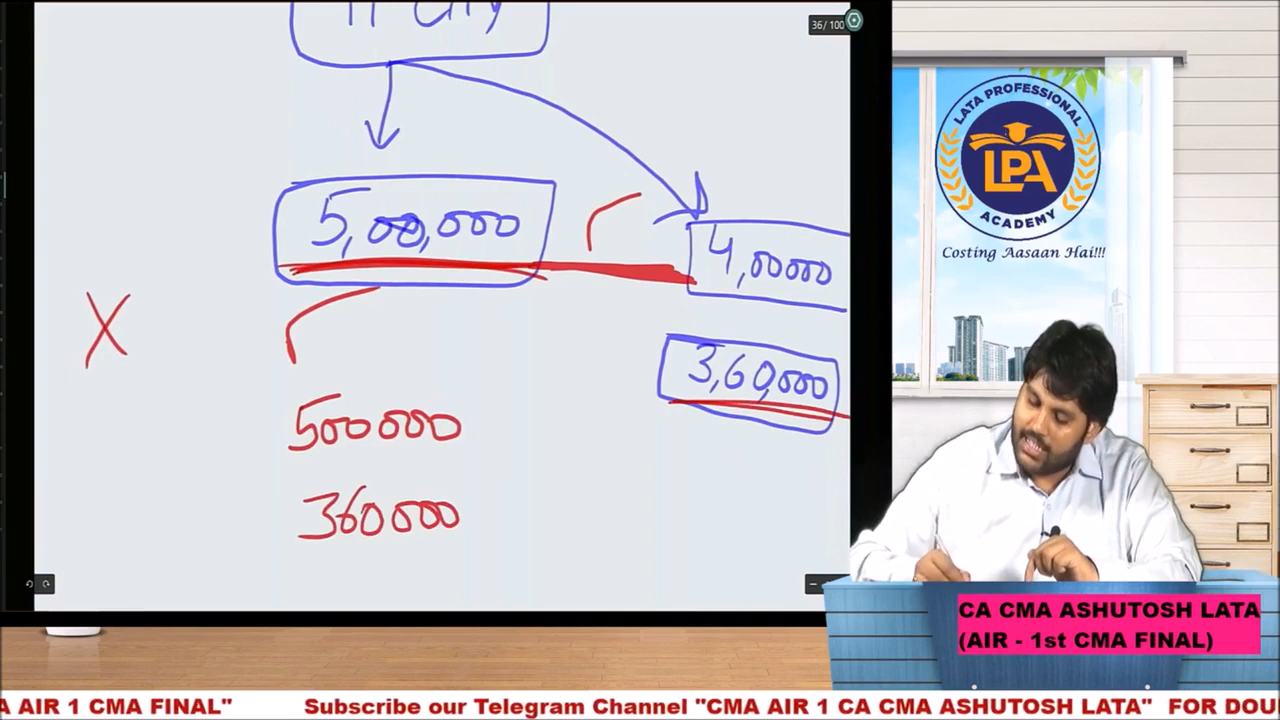 36/100
5,00,000
4,00000
3,60,000
X
500000
360000
LATA PROFESSIONAL
LPA
ACADEMY
Costing Aasaan Hai!!!
CA CMA ASHUTOSH LATA
(AIR - 1st CMA FINAL)
A AIR 1 CMA FINAL" Subscribe our Telegram Channel "CMA AIR 1 CA CMA ASHUTOSH LATA" FOR DOU